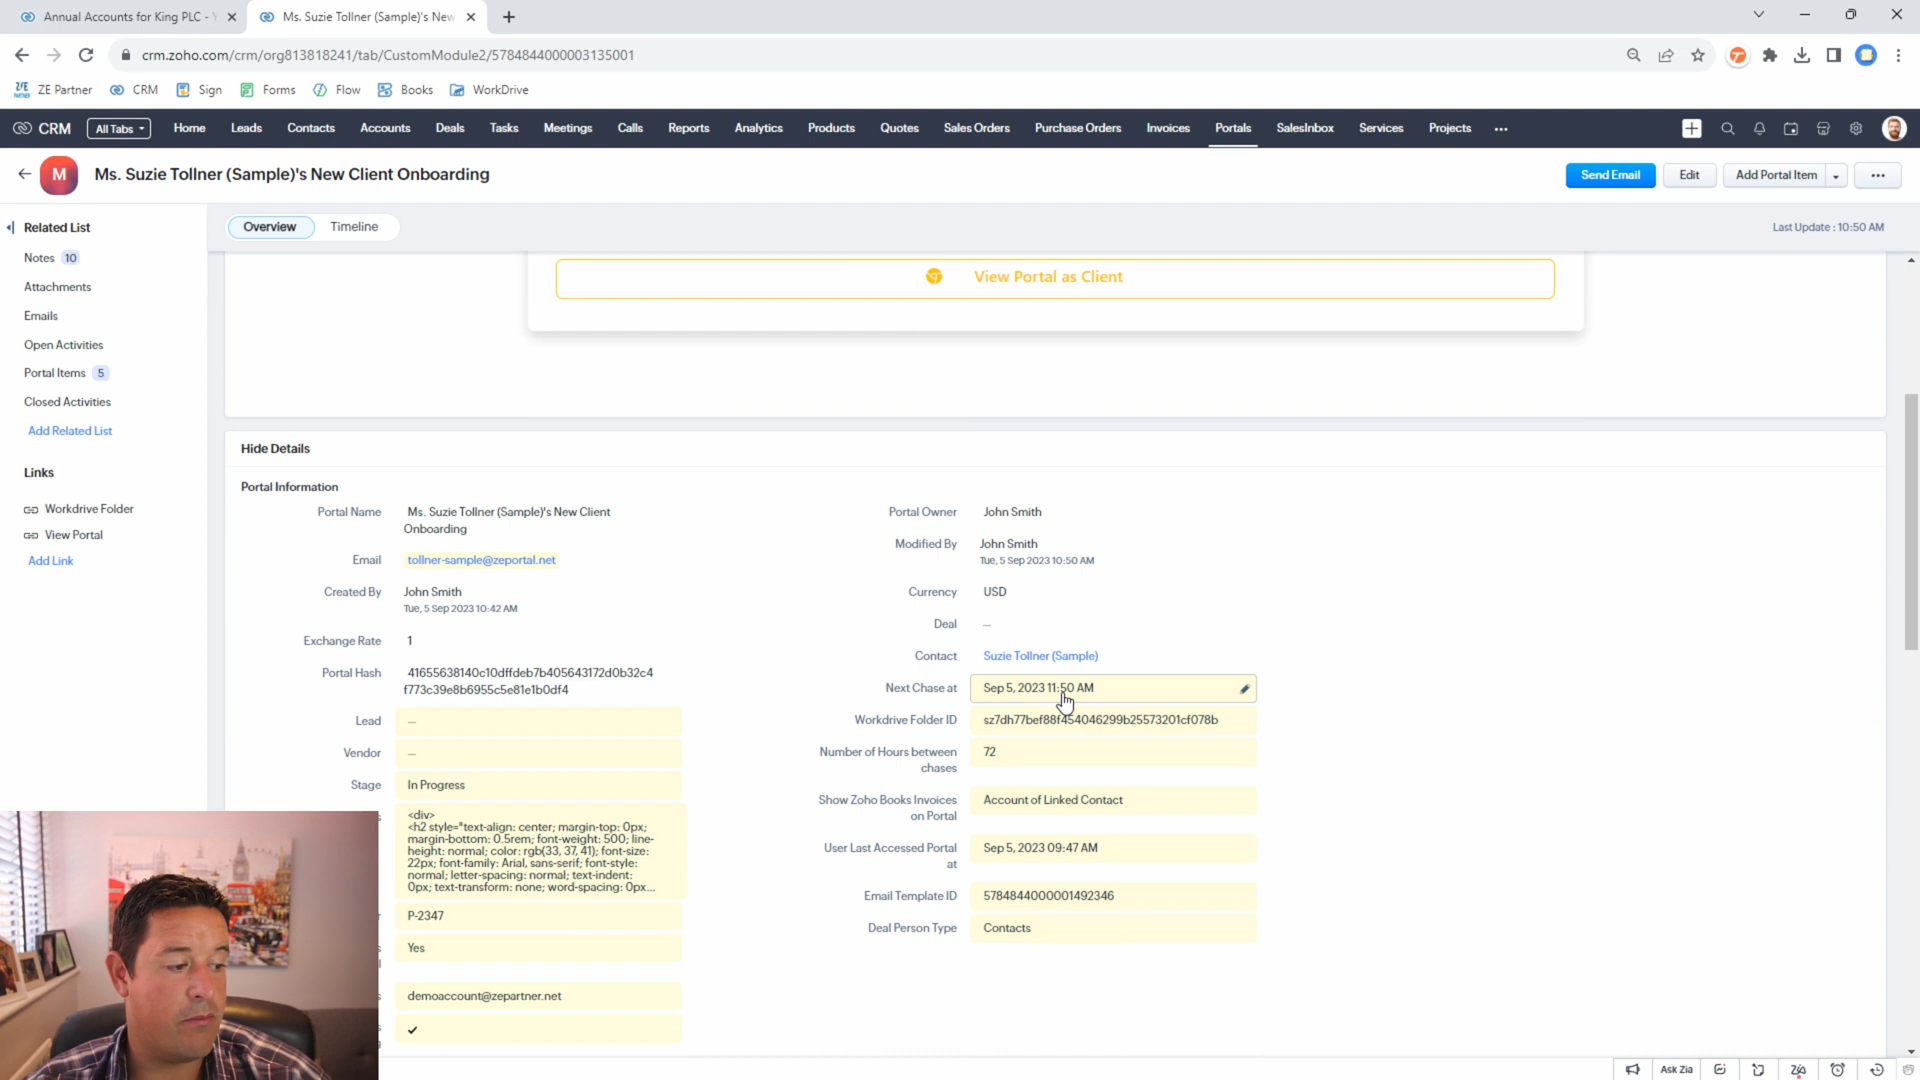 Annual Accounts for King PLC - Y
Ms. Suzie Tollner (Sample)'s New
crm.zoho.com/crm/org813818241/tab/CustomModule2/5784844000003135001
ZE Partner CRM Sign Forms Flow Books WorkDrive
CRM All Tabs Home Leads Contacts Accounts Deals Tasks Meetings Calls Reports Analytics Products Quotes Sales Orders Purchase Orders Invoices Portals SalesInbox Services Projects
M Ms. Suzie Tollner (Sample)'s New Client Onboarding
Send Email Edit Add Portal Item
Related List
Overview Timeline
Last Update : 10:50 AM
Notes 10
Attachments
Emails
Open Activities
Portal Items 5
Closed Activities
Add Related List
Links
Workdrive Folder
View Portal
Add Link
View Portal as Client
Hide Details
Portal Information
Portal Name Ms. Suzie Tollner (Sample)'s New Client
Onboarding
Email tollner-sample@zeportal.net
Created By John Smith
Tue, 5 Sep 2023 10:42 AM
Exchange Rate 1
Portal Hash 41655638140c10dffdeb7b405643172d0b32c4
f773c39e8b6955c5e81e1b0df4
Lead —
Vendor —
Stage In Progress
<div>
<h2 style="text-align: center; margin-top: 0px;
margin-bottom: 0.5rem; font-weight: 500; line-
height: normal; color: rgb(33, 37, 41); font-size:
22px; font-family: Arial, sans-serif; font-style:
normal; letter-spacing: normal; text-indent:
0px; text-transform: none; word-spacing: 0px...
P-2347
Yes
demoaccount@zepartner.net
Portal Owner John Smith
Modified By John Smith
Tue, 5 Sep 2023 10:50 AM
Currency USD
Deal —
Contact Suzie Tollner (Sample)
Next Chase at Sep 5, 2023 11:50 AM
Workdrive Folder ID sz7dh77bef88f454046299b25573201cf078b
Number of Hours between
chases
72
Show Zoho Books Invoices
on Portal
Account of Linked Contact
User Last Accessed Portal
at
Sep 5, 2023 09:47 AM
Email Template ID 5784844000001492346
Deal Person Type Contacts
Ask Zia